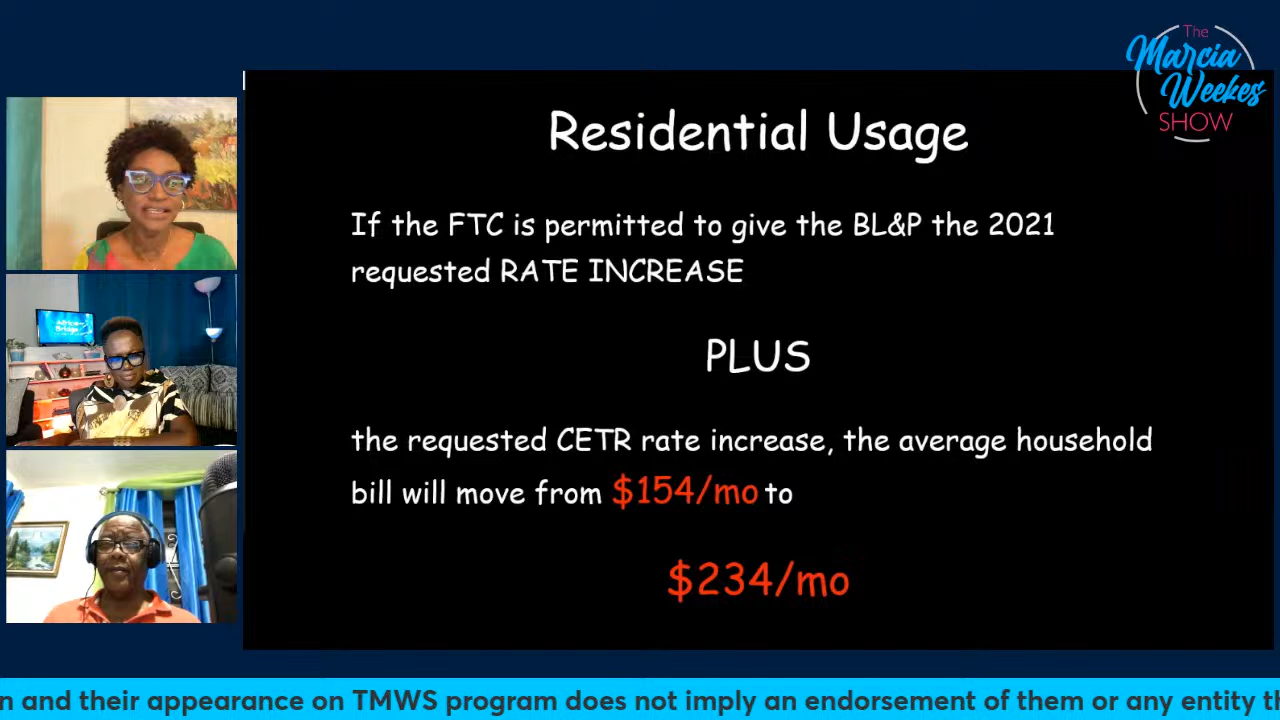 The
Marcia
Weekes
SHOW
Residential Usage
If the FTC is permitted to give the BL&P the 2021
requested RATE INCREASE
PLUS
the requested CETR rate increase, the average household
bill will move from $154/mo to
$234/mo
n and their appearance on TMWS program does not imply an endorsement of them or any entity th